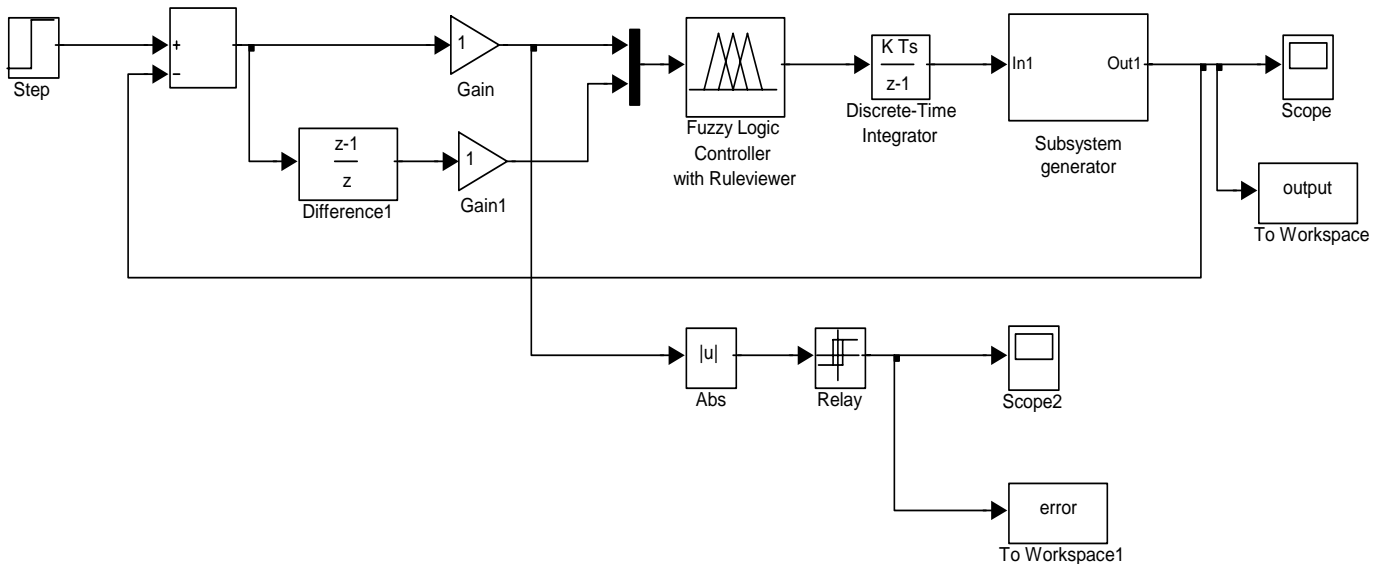 Step
+
−
1
Gain
z-1
z
Difference1
1
Gain1
Fuzzy Logic
Controller
with Ruleviewer
K Ts
z-1
Discrete-Time
Integrator
In1
Out1
Subsystem
generator
Scope
output
To Workspace
|u|
Abs
Relay
Scope2
error
To Workspace1